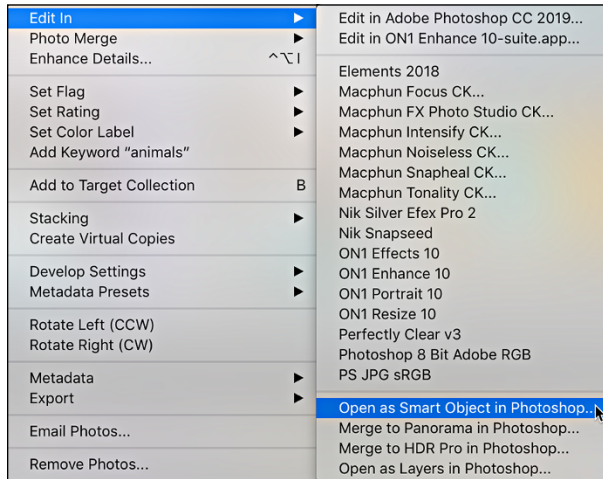 Edit In
Photo Merge
Enhance Details... ^⌥I
Set Flag
Set Rating
Set Color Label
Add Keyword “animals”
Add to Target Collection B
Stacking
Create Virtual Copies
Develop Settings
Metadata Presets
Rotate Left (CCW)
Rotate Right (CW)
Metadata
Export
Email Photos...
Remove Photos...
Edit in Adobe Photoshop CC 2019...
Edit in ON1 Enhance 10-suite.app...
Elements 2018
Macphun Focus CK...
Macphun FX Photo Studio CK...
Macphun Intensify CK...
Macphun Noiseless CK...
Macphun Snapheal CK...
Macphun Tonality CK...
Nik Silver Efex Pro 2
Nik Snapseed
ON1 Effects 10
ON1 Enhance 10
ON1 Portrait 10
ON1 Resize 10
Perfectly Clear v3
Photoshop 8 Bit Adobe RGB
PS JPG sRGB
Open as Smart Object in Photoshop...
Merge to Panorama in Photoshop...
Merge to HDR Pro in Photoshop...
Open as Layers in Photoshop...